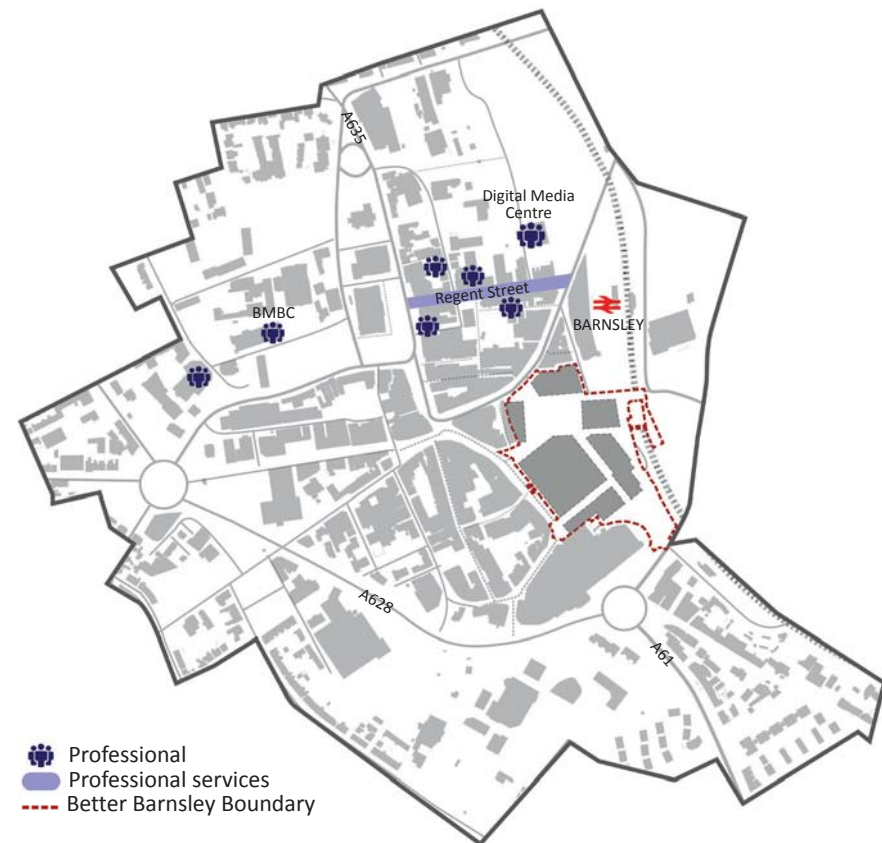 A635
Digital Media
Centre
Regent Street
BMBC
BARNSLEY
A628
A61
Professional
Professional services
Better Barnsley Boundary